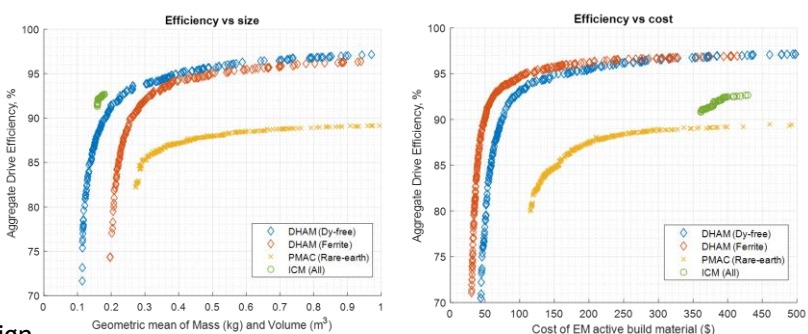 Efficiency vs size
Aggregate Drive Efficiency, %
100
95
90
85
80
75
70
DHAM (Dy-free)
DHAM (Ferrite)
PMAC (Rare-earth)
ICM (All)
0 0.1 0.2 0.3 0.4 0.5 0.6 0.7 0.8 0.9 1
Geometric mean of Mass (kg) and Volume (m³)
Efficiency vs cost
Aggregate Drive Efficiency, %
100
95
90
85
80
75
70
DHAM (Dy-free)
DHAM (Ferrite)
PMAC (Rare-earth)
ICM (All)
0 50 100 150 200 250 300 350 400 450 500
Cost of EM active build material ($)